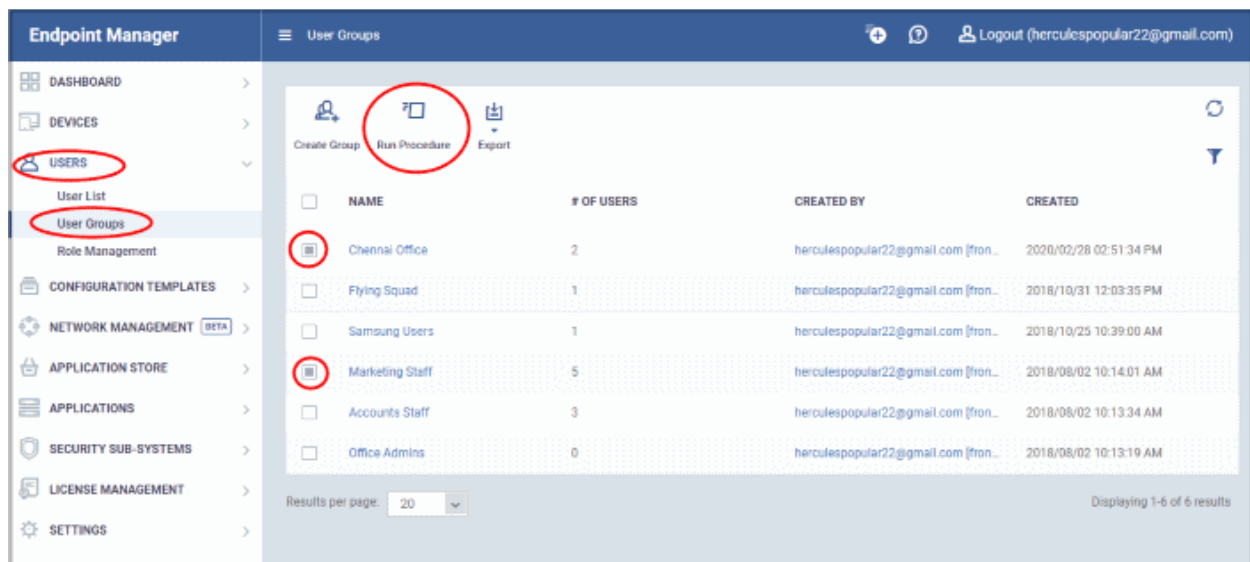 Endpoint Manager
User Groups
Logout (herculespopular22@gmail.com)
DASHBOARD
DEVICES
USERS
User List
User Groups
Role Management
CONFIGURATION TEMPLATES
NETWORK MANAGEMENT BETA
APPLICATION STORE
APPLICATIONS
SECURITY SUB-SYSTEMS
LICENSE MANAGEMENT
SETTINGS
Create Group Run Procedure Export
NAME # OF USERS CREATED BY CREATED
Chennai Office 2 herculespopular22@gmail.com [fron... 2020/02/28 02:51:34 PM
Flying Squad 1 herculespopular22@gmail.com [fron... 2018/10/31 12:03:35 PM
Samsung Users 1 herculespopular22@gmail.com [fron... 2018/10/25 10:39:00 AM
Marketing Staff 5 herculespopular22@gmail.com [fron... 2018/08/02 10:14:01 AM
Accounts Staff 3 herculespopular22@gmail.com [fron... 2018/08/02 10:13:34 AM
Office Admins 0 herculespopular22@gmail.com [fron... 2018/08/02 10:13:19 AM
Results per page: 20 Displaying 1-6 of 6 results